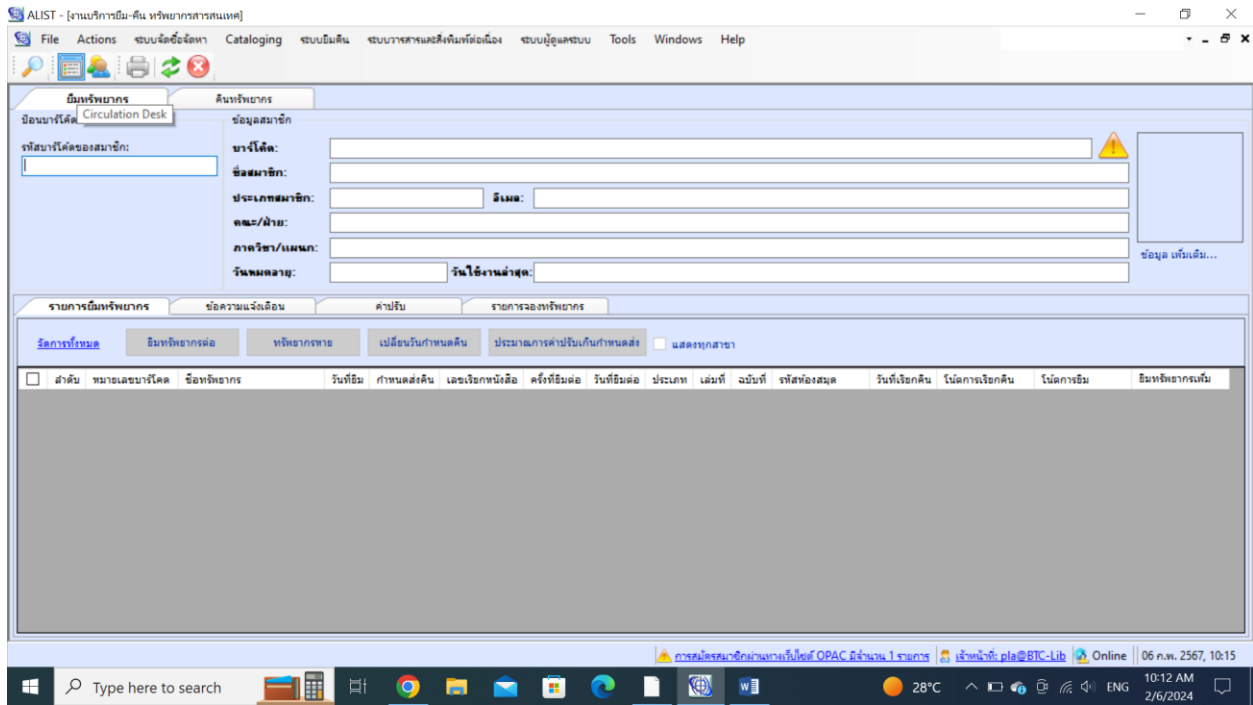 ALIST - [งานบริการยืม-คืน ทรัพยากรสารสนเทศ]
File Actions ระบบจัดซื้อจัดหา Cataloging ระบบยืมคืน ระบบวารสารและสิ่งพิมพ์ต่อเนื่อง ระบบผู้ดูแลระบบ Tools Windows Help
ยืมทรัพยากร คืนทรัพยากร
ป้อนบาร์โค้ด Circulation Desk ข้อมูลสมาชิก
รหัสบาร์โค้ดของสมาชิก: บาร์โค้ด:
ชื่อสมาชิก:
ประเภทสมาชิก: อีเมล:
คณะ/ฝ่าย:
ภาควิชา/แผนก:
ข้อมูล เพิ่มเติม...
วันหมดอายุ: วันใช้งานล่าสุด:
รายการยืมทรัพยากร ข้อความแจ้งเตือน ค่าปรับ รายการจองทรัพยากร
จัดการทั้งหมด ยืมทรัพยากรต่อ ทรัพยากรหาย เปลี่ยนวันกำหนดคืน ประมาณการค่าปรับเกินกำหนดส่ง แสดงทุกสาขา
ลำดับ หมายเลขบาร์โคด ชื่อทรัพยากร วันที่ยืม กำหนดส่งคืน เลขเรียกหนังสือ ครั้งที่ยืมต่อ วันที่ยืมต่อ ประเภท เล่มที่ ฉบับที่ รหัสห้องสมุด วันที่เรียกคืน โน้ตการเรียกคืน โน้ตการยืม ยืมทรัพยากรเพิ่ม
การสมัครสมาชิกผ่านทางเว็บไซต์ OPAC มีจำนวน 1 รายการ เจ้าหน้าที่: pla@BTC-Lib Online 06 ก.พ. 2567, 10:15
Type here to search 28°C ENG 10:12 AM
2/6/2024